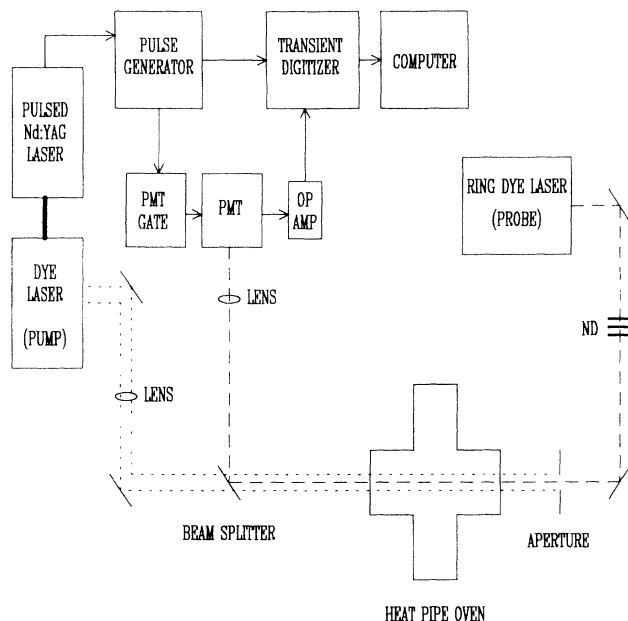 PULSE
GENERATOR
TRANSIENT
DIGITIZER
COMPUTER
PULSED
Nd:YAG
LASER
PMT
GATE
PMT
OP
AMP
RING DYE LASER
(PROBE)
DYE
LASER
(PUMP)
LENS
ND
LENS
BEAM SPLITTER
APERTURE
HEAT PIPE OVEN